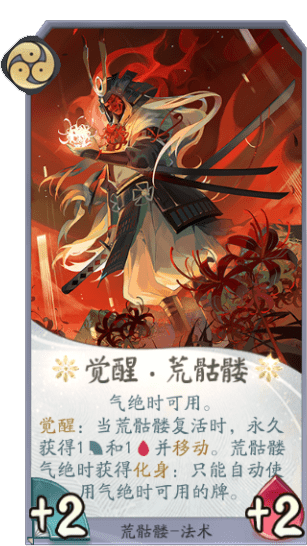 觉醒·荒骷髅
气绝时可用。
觉醒：当荒骷髅复活时，永久
获得1和1并移动。荒骷髅
气绝时获得化身：只能自动使
用气绝时可用的牌。
+2
荒骷髅-法术
+2